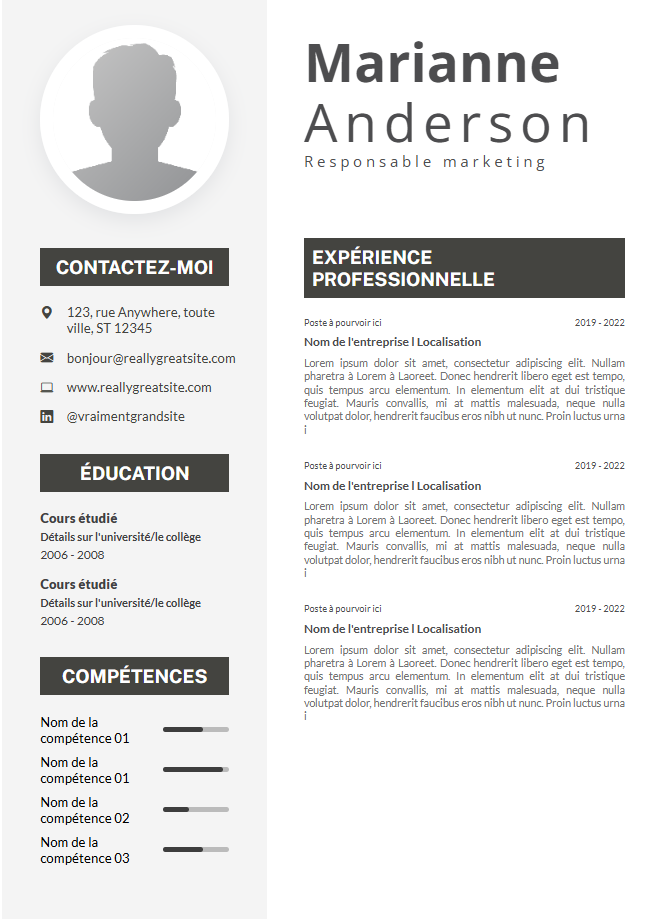 Marianne
Anderson
Responsable marketing
CONTACTEZ-MOI
123, rue Anywhere, toute
ville, ST 12345
bonjour@reallygreatsite.com
www.reallygreatsite.com
@vraimentgrandsite
ÉDUCATION
Cours étudié
Détails sur l'université/le collège
2006 - 2008
Cours étudié
Détails sur l'université/le collège
2006 - 2008
COMPÉTENCES
Nom de la
compétence 01
Nom de la
compétence 01
Nom de la
compétence 02
Nom de la
compétence 03
EXPÉRIENCE
PROFESSIONNELLE
Poste à pourvoir ici 2019 - 2022
Nom de l'entreprise l Localisation
Lorem ipsum dolor sit amet, consectetur adipiscing elit. Nullam
pharetra à Lorem à Laoreet. Donec hendrerit libero eget est tempo,
quis tempus arcu elementum. In elementum at dui tristique
feugiat. Mauris convallis, mi at mattis malesuada, neque nulla
volutpat dolor, hendrerit faucibus eros nibh ut nunc. Proin luctus urna
i
Poste à pourvoir ici 2019 - 2022
Nom de l'entreprise l Localisation
Lorem ipsum dolor sit amet, consectetur adipiscing elit. Nullam
pharetra à Lorem à Laoreet. Donec hendrerit libero eget est tempo,
quis tempus arcu elementum. In elementum at dui tristique
feugiat. Mauris convallis, mi at mattis malesuada, neque nulla
volutpat dolor, hendrerit faucibus eros nibh ut nunc. Proin luctus urna
i
Poste à pourvoir ici 2019 - 2022
Nom de l'entreprise l Localisation
Lorem ipsum dolor sit amet, consectetur adipiscing elit. Nullam
pharetra à Lorem à Laoreet. Donec hendrerit libero eget est tempo,
quis tempus arcu elementum. In elementum at dui tristique
feugiat. Mauris convallis, mi at mattis malesuada, neque nulla
volutpat dolor, hendrerit faucibus eros nibh ut nunc. Proin luctus urna
i